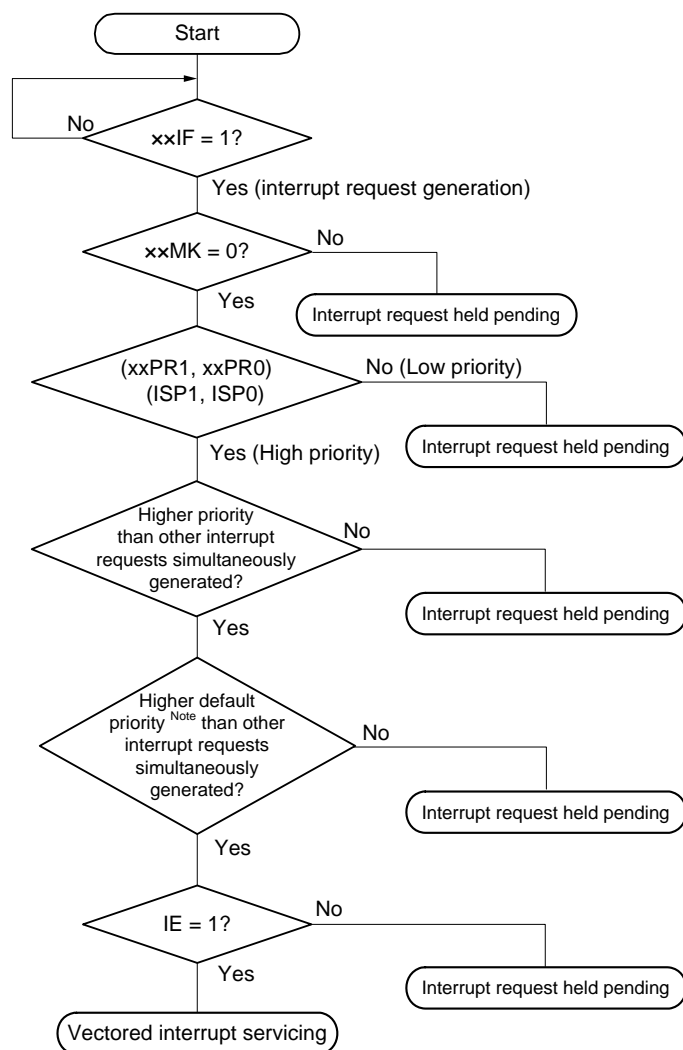 Start
No
××IF = 1?
Yes (interrupt request generation)
No
××MK = 0?
Yes
Interrupt request held pending
(xxPR1, xxPR0)
(ISP1, ISP0)
No (Low priority)
Interrupt request held pending
Yes (High priority)
Higher priority
than other interrupt
requests simultaneously
generated?
No
Interrupt request held pending
Yes
Higher default
priority Note than other
interrupt requests
simultaneously
generated?
No
Interrupt request held pending
Yes
IE = 1?
No
Interrupt request held pending
Yes
Vectored interrupt servicing